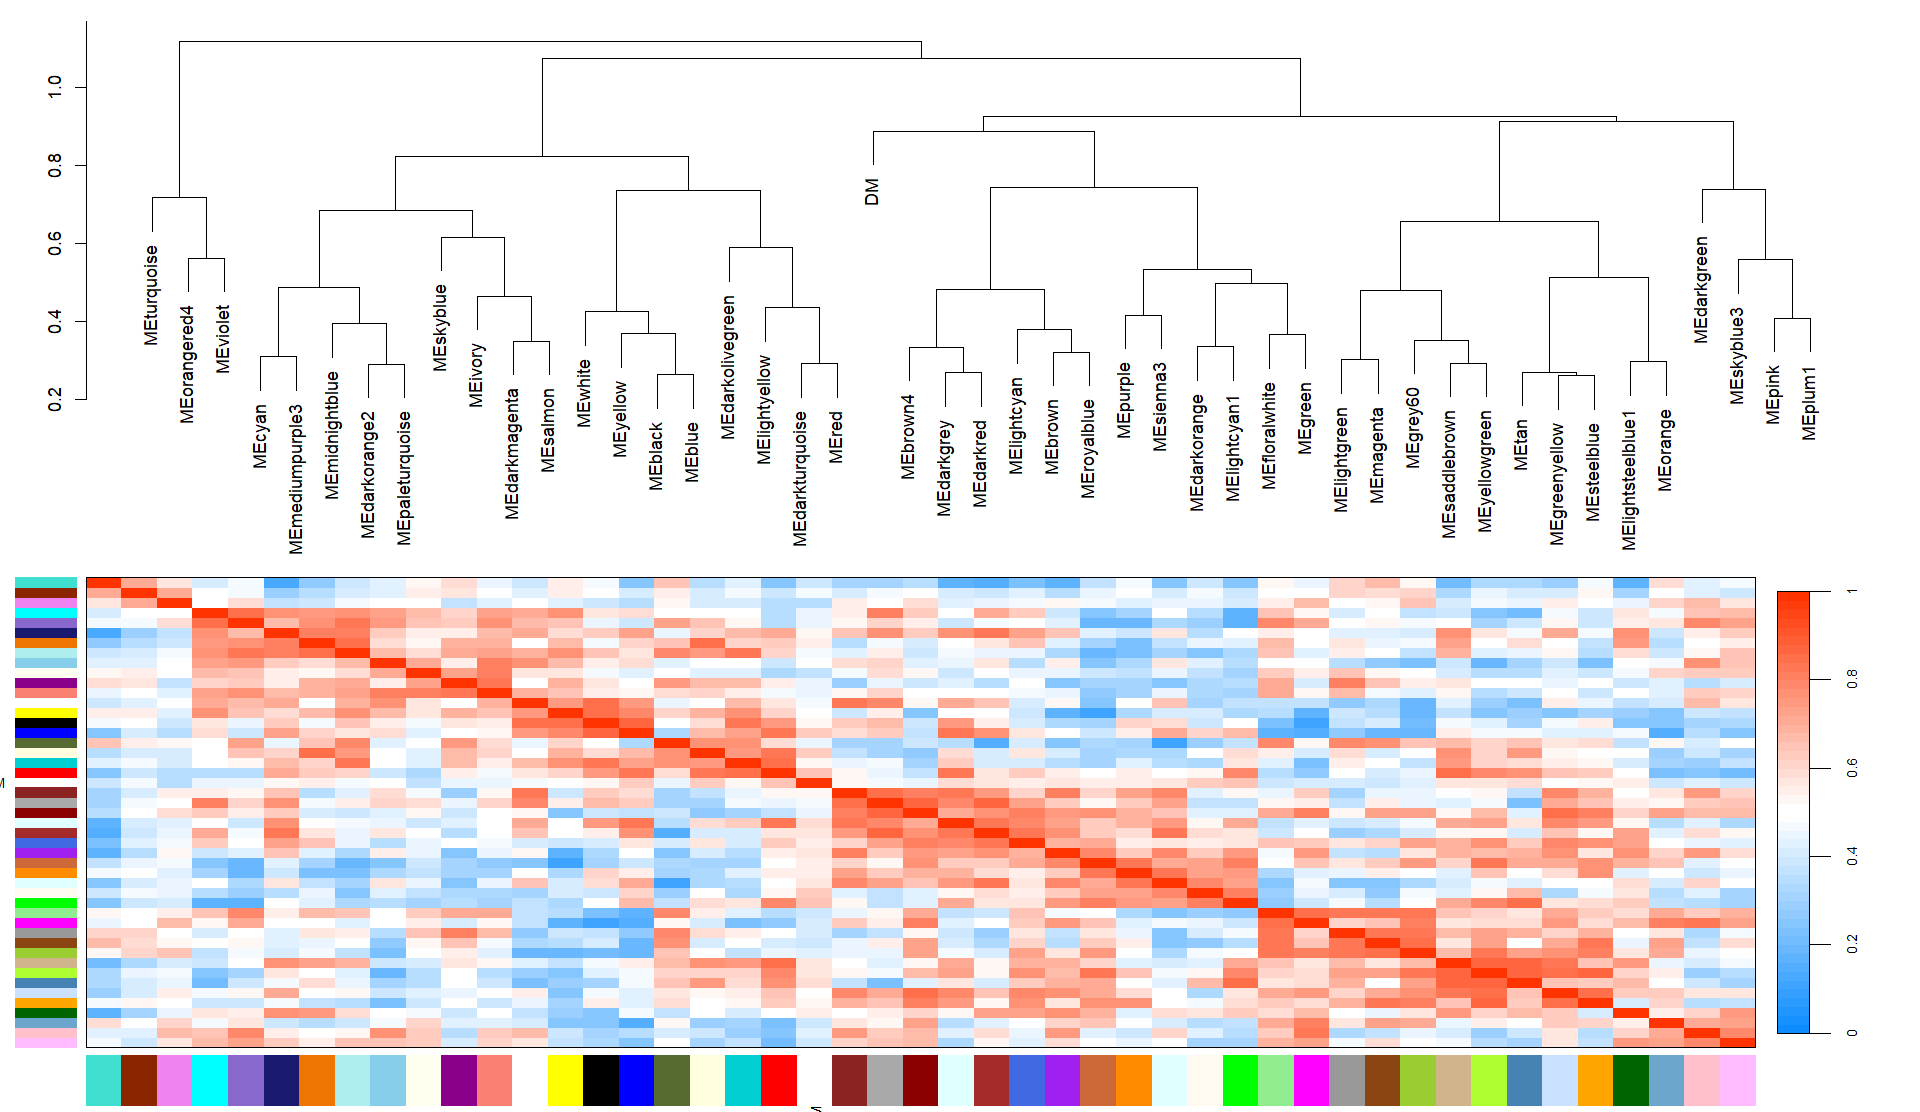 1.0
0.8
0.6
0.4
0.2
MEturquoise
MEorangered4
MEviolet
MEcyan
MEmediumpurple3
MEmidnightblue
MEdarkorange2
MEpaleturquoise
MEskyblue
MEivory
MEdarkmagenta
MEsalmon
MEwhite
MEyellow
MEblack
MEblue
MEdarkolivegreen
MElightyellow
MEdarkturquoise
MEred
DM
MEbrown4
MEdarkgrey
MEdarkred
MElightcyan
MEbrown
MEroyalblue
MEpurple
MEsienna3
MEdarkorange
MElightcyan1
MEfloralwhite
MEgreen
MElightgreen
MEmagenta
MEgrey60
MEsaddlebrown
MEyellowgreen
MEtan
MEgreenyellow
MEsteelblue
MElightsteelblue1
MEorange
MEdarkgreen
MEskyblue3
MEpink
MEplum1
M
M
1
0.8
0.6
0.4
0.2
0